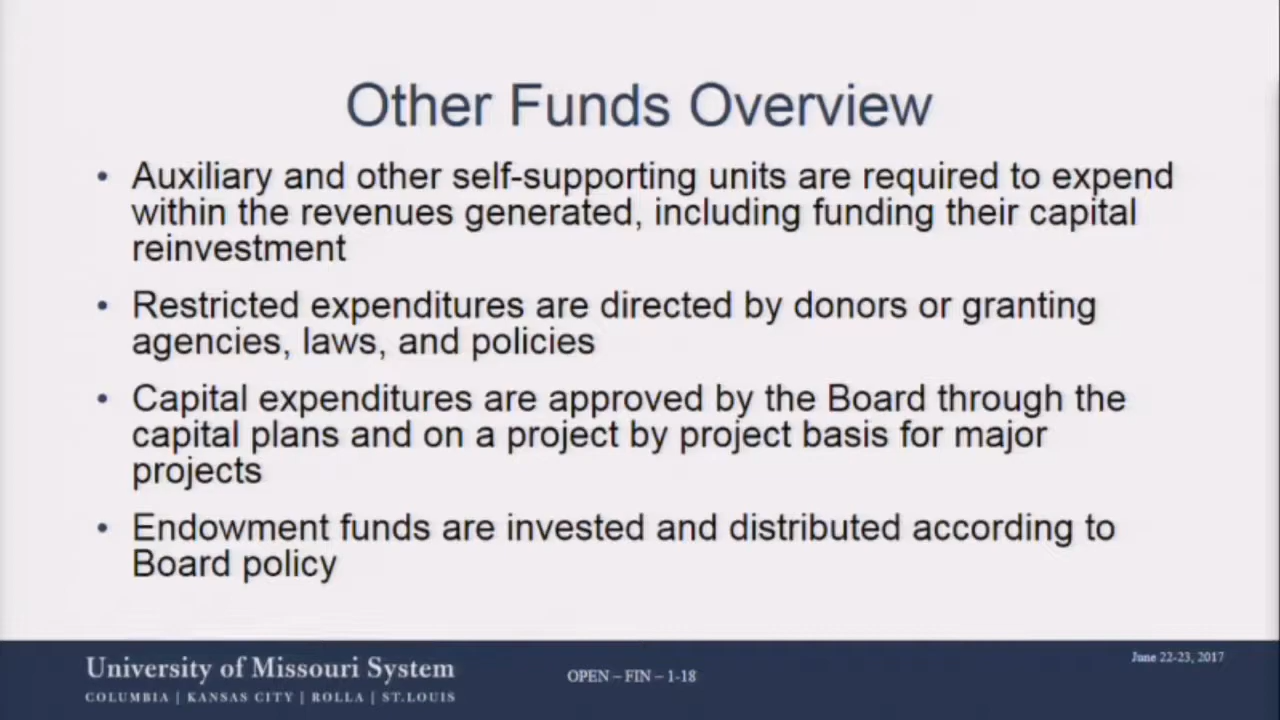 Other Funds Overview
• Auxiliary and other self-supporting units are required to expend
within the revenues generated, including funding their capital
reinvestment
• Restricted expenditures are directed by donors or granting
agencies, laws, and policies
• Capital expenditures are approved by the Board through the
capital plans and on a project by project basis for major
projects
• Endowment funds are invested and distributed according to
Board policy
University of Missouri System
COLUMBIA | KANSAS CITY | ROLLA | ST.LOUIS
OPEN – FIN – 1-18
June 22-23, 2017